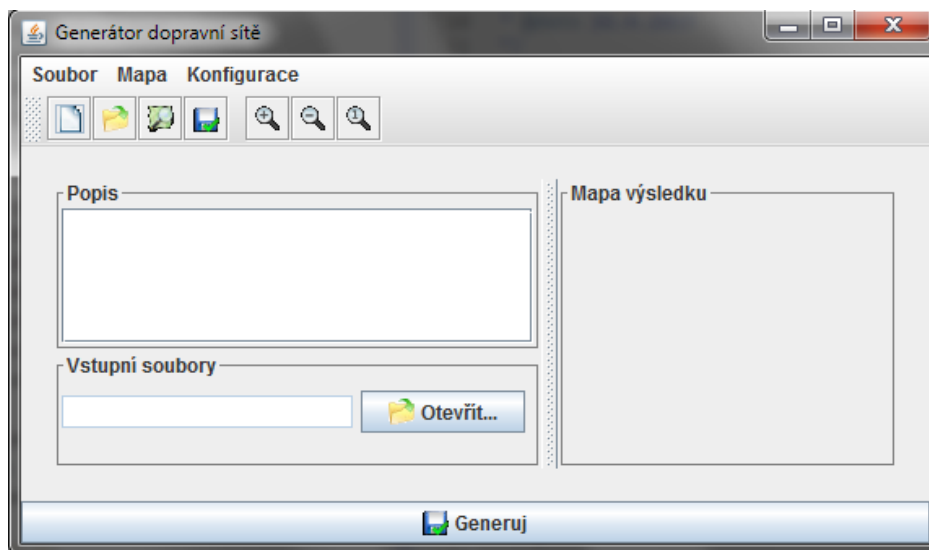 Generátor dopravní sítě
Soubor Mapa Konfigurace
Popis
Mapa výsledku
Vstupní soubory
Otevřít...
Generuj